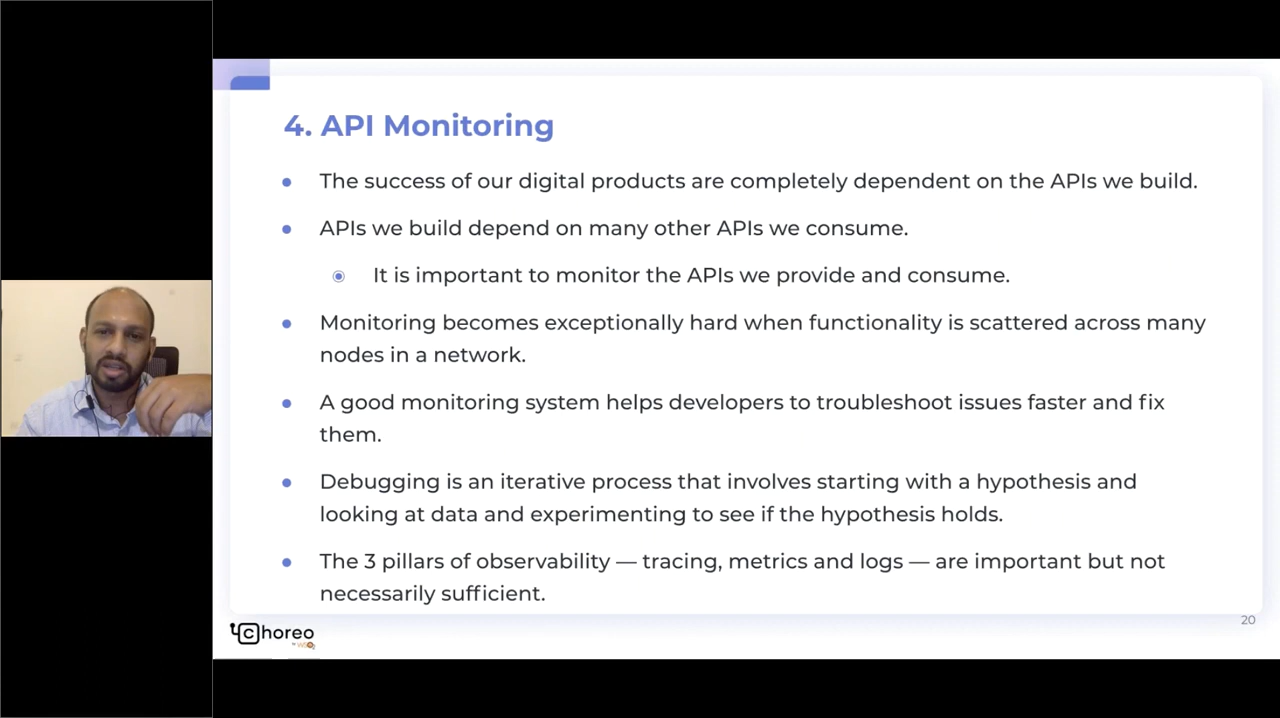 4. API Monitoring
The success of our digital products are completely dependent on the APIs we build.
APIs we build depend on many other APIs we consume.
It is important to monitor the APIs we provide and consume.
Monitoring becomes exceptionally hard when functionality is scattered across many
nodes in a network.
A good monitoring system helps developers to troubleshoot issues faster and fix
them.
Debugging is an iterative process that involves starting with a hypothesis and
looking at data and experimenting to see if the hypothesis holds.
The 3 pillars of observability — tracing, metrics and logs — are important but not
necessarily sufficient.
choreo
20